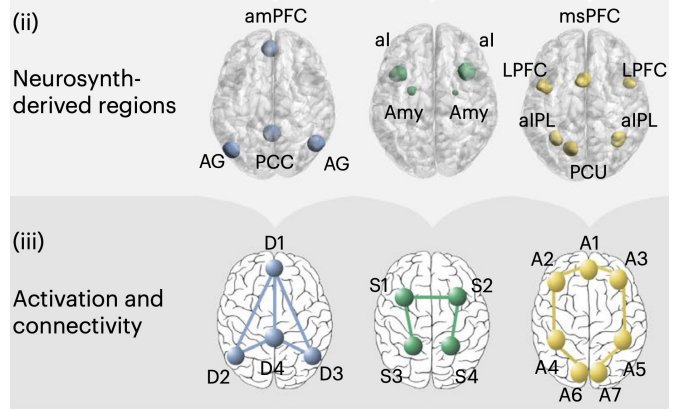 (ii)
Neurosynth-
derived regions
amPFC
AG
PCC
AG
aI
aI
Amy
Amy
msPFC
LPFC
LPFC
aIPL
aIPL
PCU
(iii)
Activation and
connectivity
D1
D2
D4
D3
S1
S2
S3
S4
A1
A2
A3
A4
A5
A6
A7